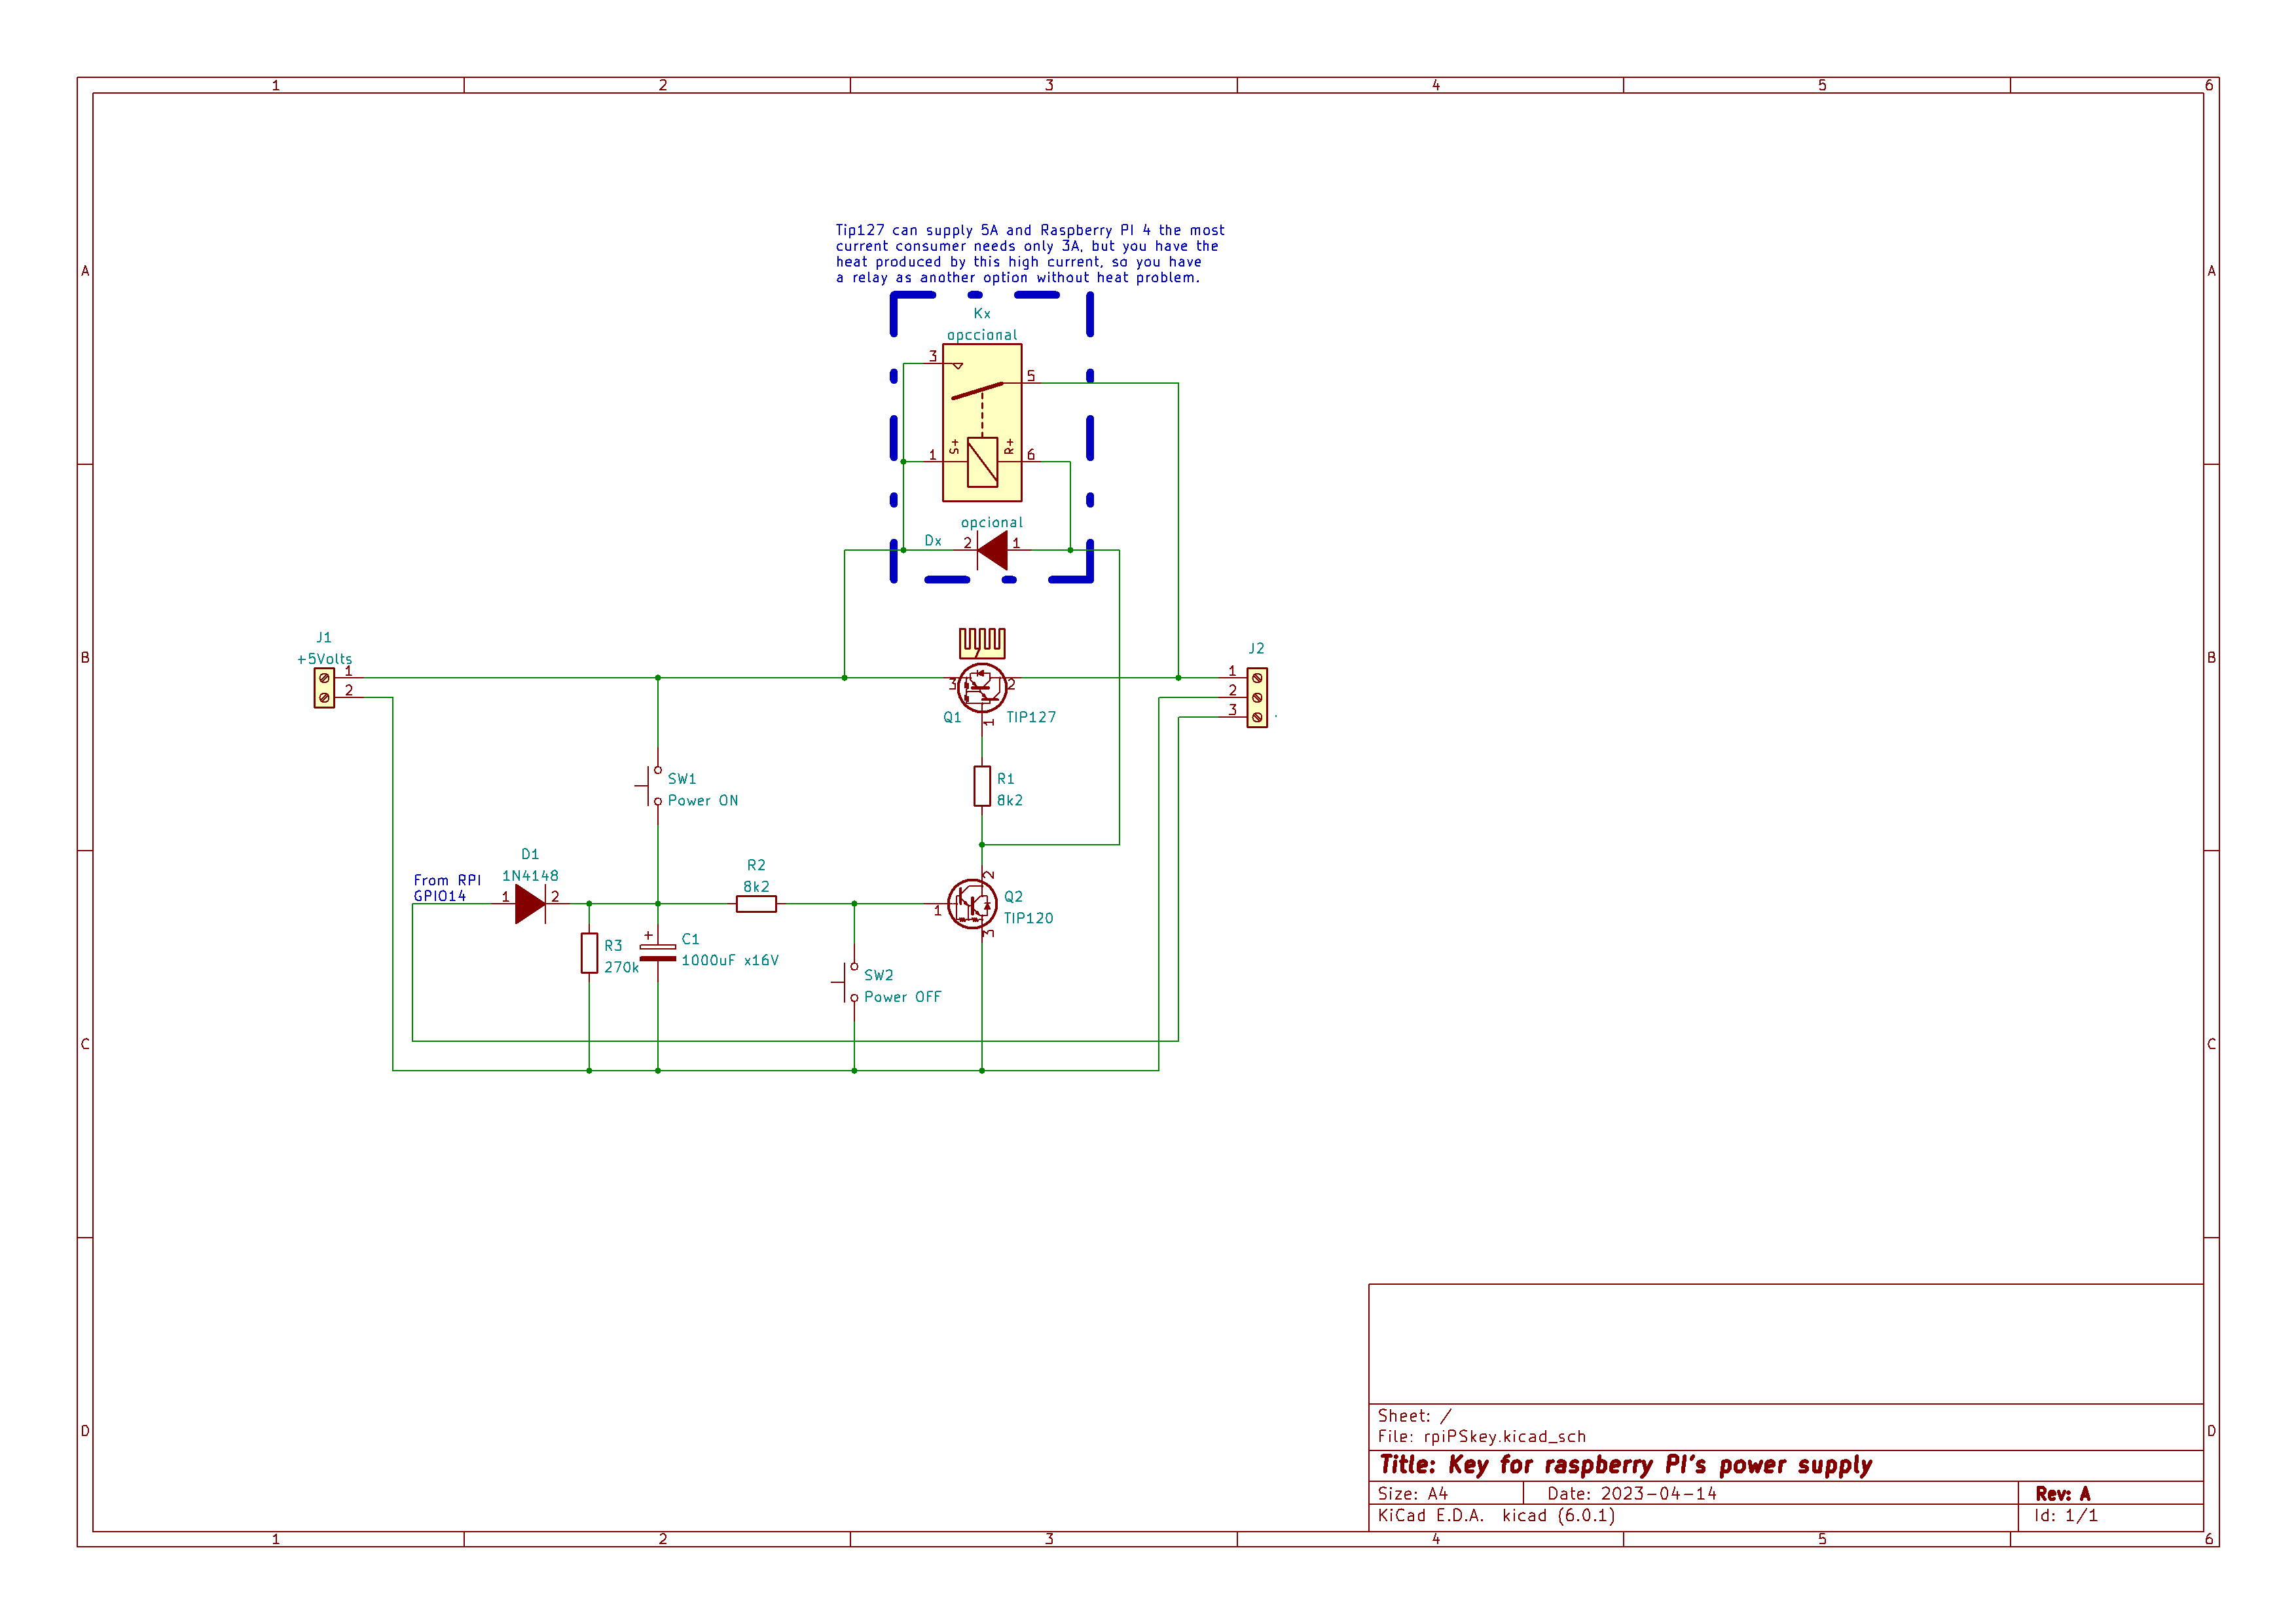 1 2 3 4 5 6
A A
B B
C C
D D
Tip127 can supply 5A and Raspberry PI 4 the most
current consumer needs only 3A, but you have the
heat produced by this high current, so you have
a relay as another option without heat problem.
Kx
opccional
3
5
S+
R+
1
6
opcional
Dx
2
1
J1
+5Volts
1
2
3
2
Q1
TIP127
1
J2
1
2
3
SW1
Power ON
R1
8k2
D1
1N4148
From RPI
GPIO14
1
2
R2
8k2
2
1
3
Q2
TIP120
R3
270k
+
C1
1000uF x16V
SW2
Power OFF
Sheet: /
File: rpiPSkey.kicad_sch
Title: Key for raspberry PI's power supply
Size: A4
Date: 2023-04-14
Rev: A
KiCad E.D.A. kicad (6.0.1)
Id: 1/1
1 2 3 4 5 6